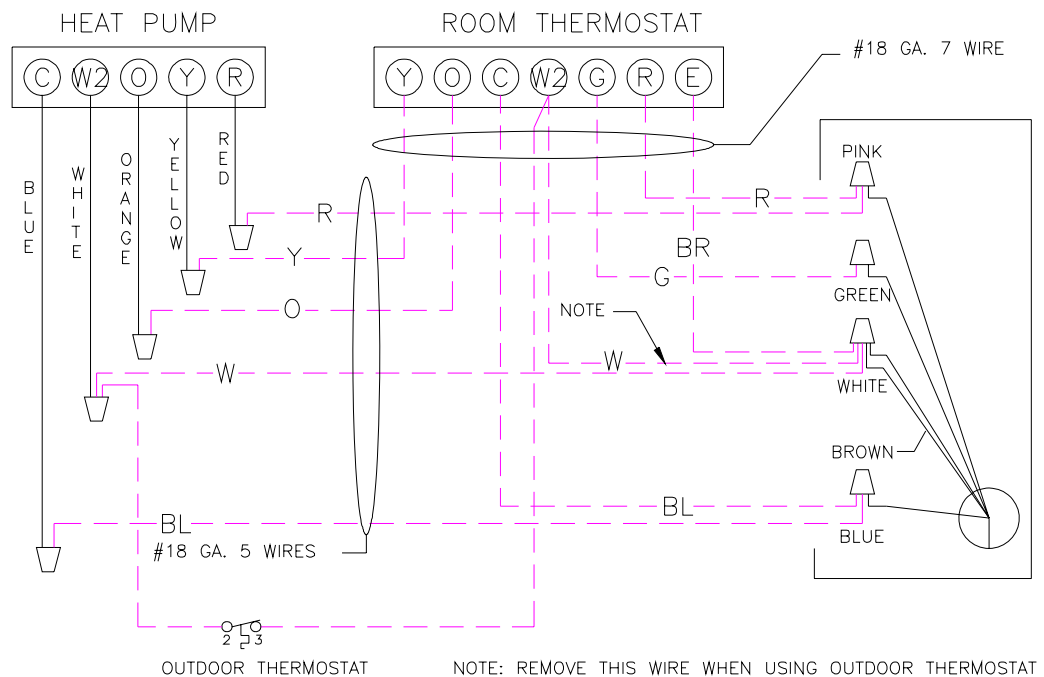 HEAT PUMP
ROOM THERMOSTAT
#18 GA. 7 WIRE
C W2 O Y R
Y O C W2 G R E
BLUE
WHITE
ORANGE
YELLOW
RED
PINK
R
R
BR
Y
G
GREEN
O
NOTE
W
W
WHITE
BROWN
BL
BL
BLUE
#18 GA. 5 WIRES
2 3
OUTDOOR THERMOSTAT
NOTE: REMOVE THIS WIRE WHEN USING OUTDOOR THERMOSTAT